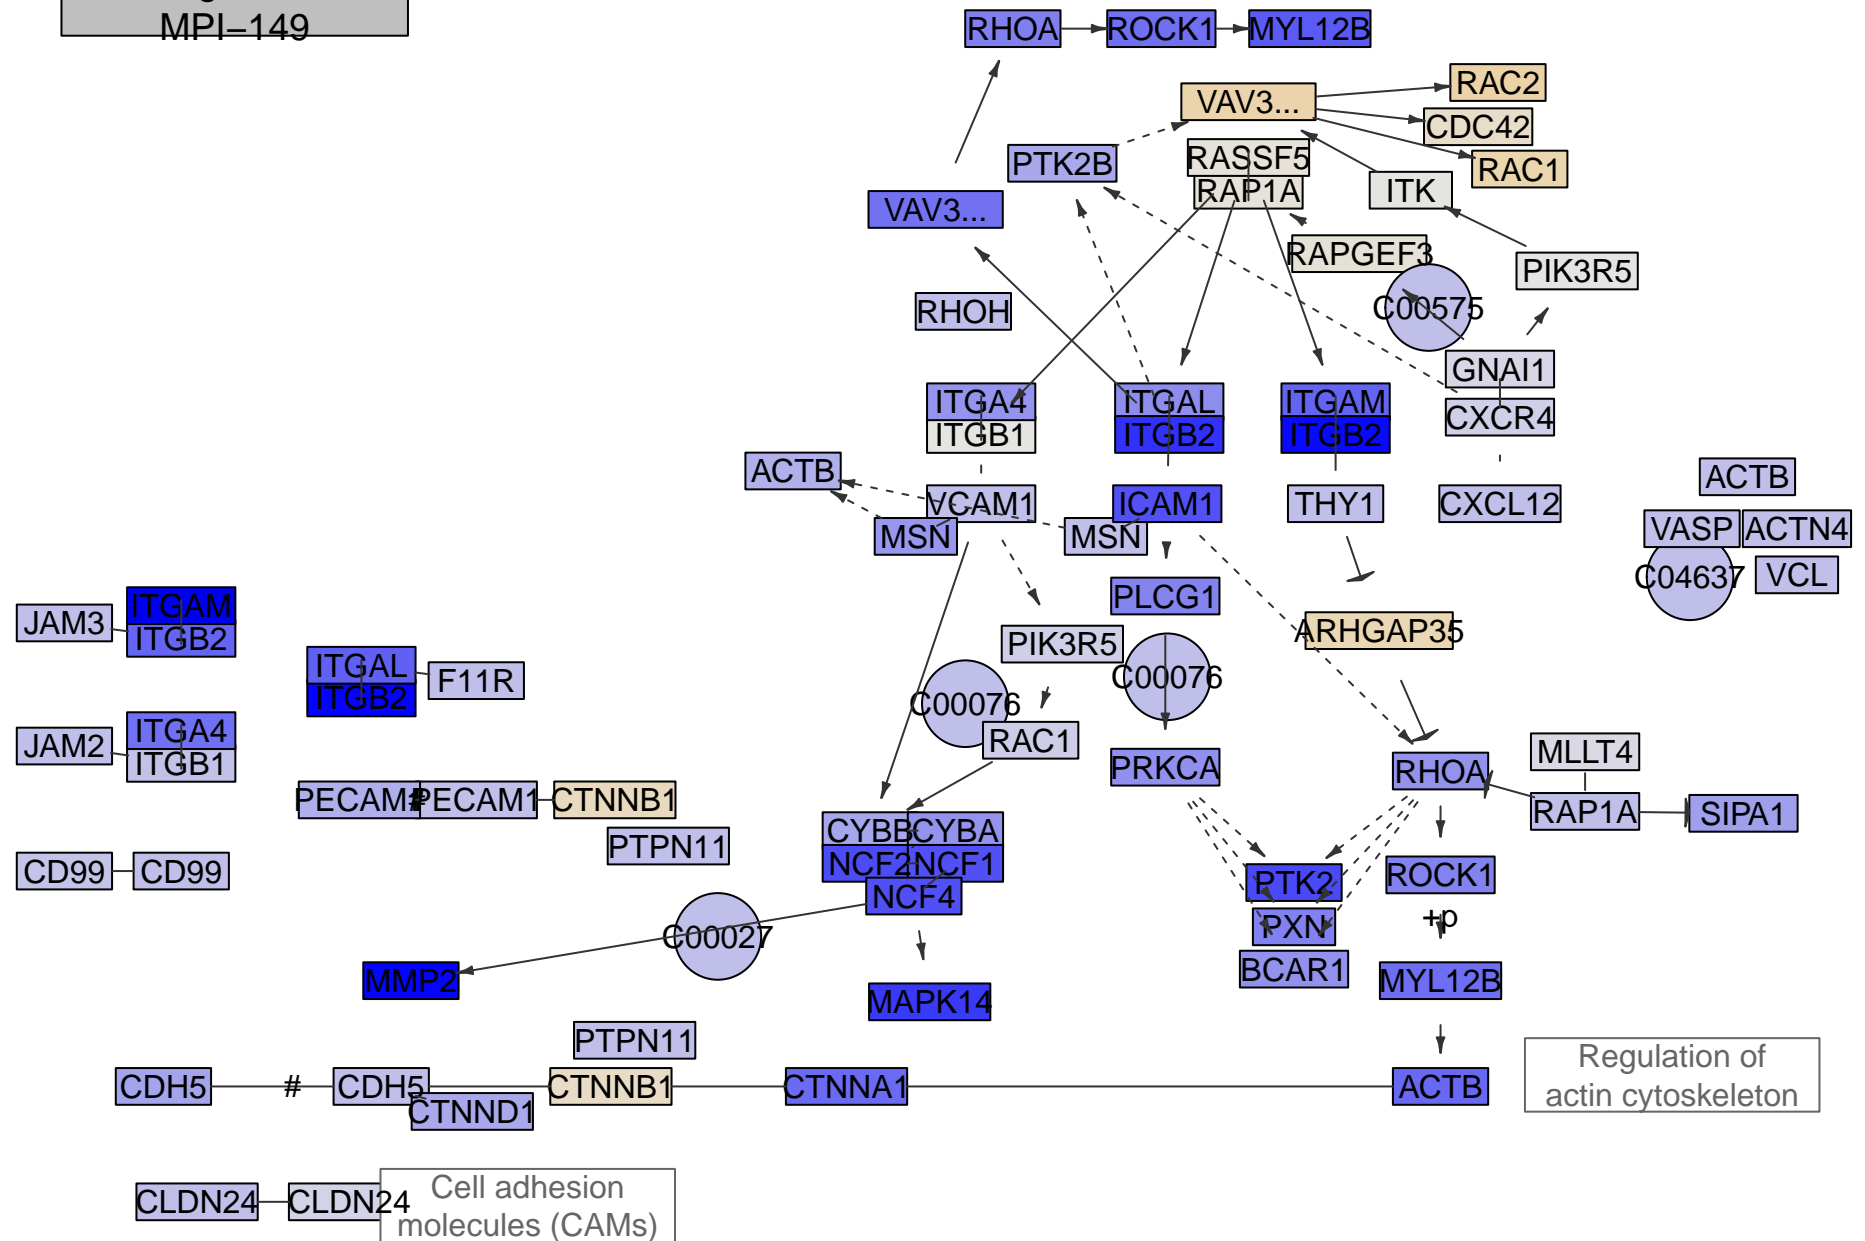 MPI–149
RHOA
ROCK1
MYL12B
RAC2
VAV3...
CDC42
RASSF5
PTK2B
RAC1
RAP1A
ITK
VAV3...
RAPGEF3
PIK3R5
RHOH
C00575
GNAI1
ITGA4
ITGAL
ITGAM
CXCR4
ITGB1
ITGB2
ITGB2
ACTB
ACTB
VCAM1
ICAM1
THY1
CXCL12
MSN
MSN
VASP
ACTN4
C04637
VCL
PLCG1
ITGAM
JAM3
ITGB2
PIK3R5
ARHGAP35
ITGAL
F11R
ITGB2
C00076
C00076
ITGA4
JAM2
ITGB1
RAC1
MLLT4
PRKCA
RHOA
PECAM1
#
PECAM1
CTNNB1
RAP1A
SIPA1
PTPN11
CYBB
CYBA
NCF2
NCF1
CD99
CD99
NCF4
PTK2
ROCK1
+p
PXN
C00027
BCAR1
MMP2
MYL12B
MAPK14
PTPN11
CDH5
#
CDH5
CTNNB1
CTNNA1
ACTB
CTNND1
Regulation of
actin cytoskeleton
CLDN24
CLDN24
Cell adhesion
molecules (CAMs)